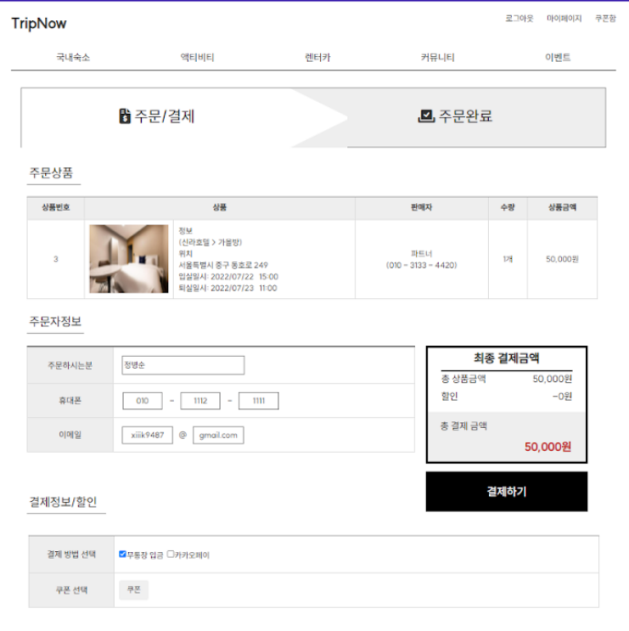 TripNow
로그아웃 마이페이지 쿠폰함
국내숙소 액티비티 렌터카 커뮤니티 이벤트
주문/결제 주문완료
주문상품
상품번호 상품 판매자 수량 상품금액
정보
(신라호텔 > 가을방)
위치
서울특별시 중구 동호로 249
입실일시: 2022/07/22 15:00
퇴실일시: 2022/07/23 11:00
3 파트너 1개 50,000원
(010 - 3133 - 4420)
주문자정보
주문하시는분 정병순
휴대폰 010 - 1112 - 1111
이메일 xiiik9487 @ gmail.com
최종 결제금액
총 상품금액 50,000원
할인 -0원
총 결제 금액
50,000원
결제하기
결제정보/할인
결제 방법 선택 무통장 입금 카카오페이
쿠폰 선택 쿠폰